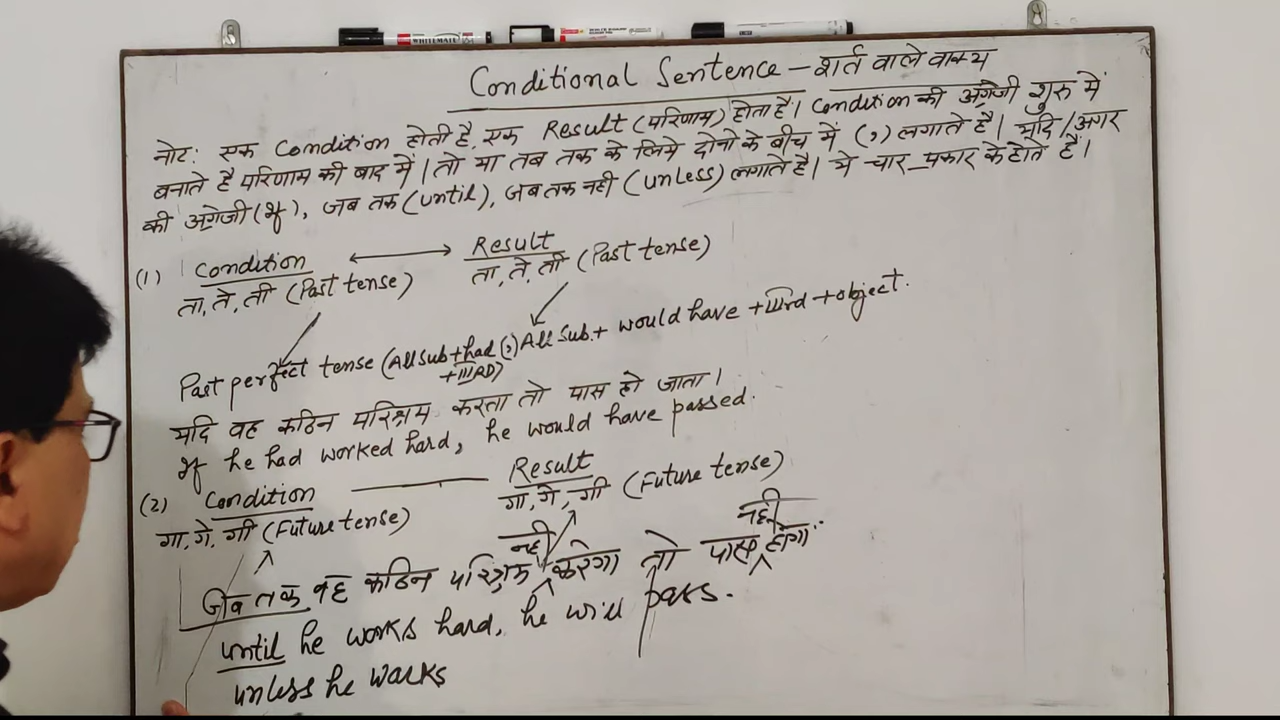 WHITEMATE
Conditional Sentence – शर्त वाले वाक्य
नोट: एक Condition होती है, एक Result (परिणाम) होता है। Condition की अंग्रेजी शुरू में
बनाते है परिणाम की बाद में। तो या तब तक के लिये दोनो के बीच में (,) लगाते है। यदि/अगर
की अंग्रेजी (If), जब तक (until), जब तक नही (unless) लगाते है। ये चार प्रकार के होते हैं।
(1) Condition ↔ Result
ता, ते, ती (Past tense) ता, ते, ती (Past tense)
Past perfect tense (All Sub + had (,) All Sub. + would have + IIIrd + object.
+ IIIRD)
यदि वह कठिन परिश्रम करता तो पास हो जाता।
If he had worked hard, he would have passed.
(2) Condition — Result
गा, गे, गी (Future tense) गा, गे, गी (Future tense)
नही नही
जब तक वह कठिन परिश्रम करेगा तो पास होगा
until he works hard, he will pass.
unless he works